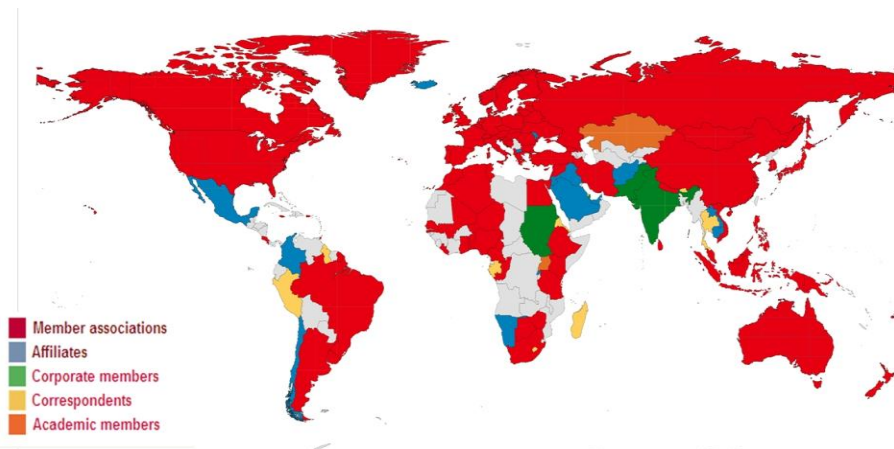 Member associations
Affiliates
Corporate members
Correspondents
Academic members